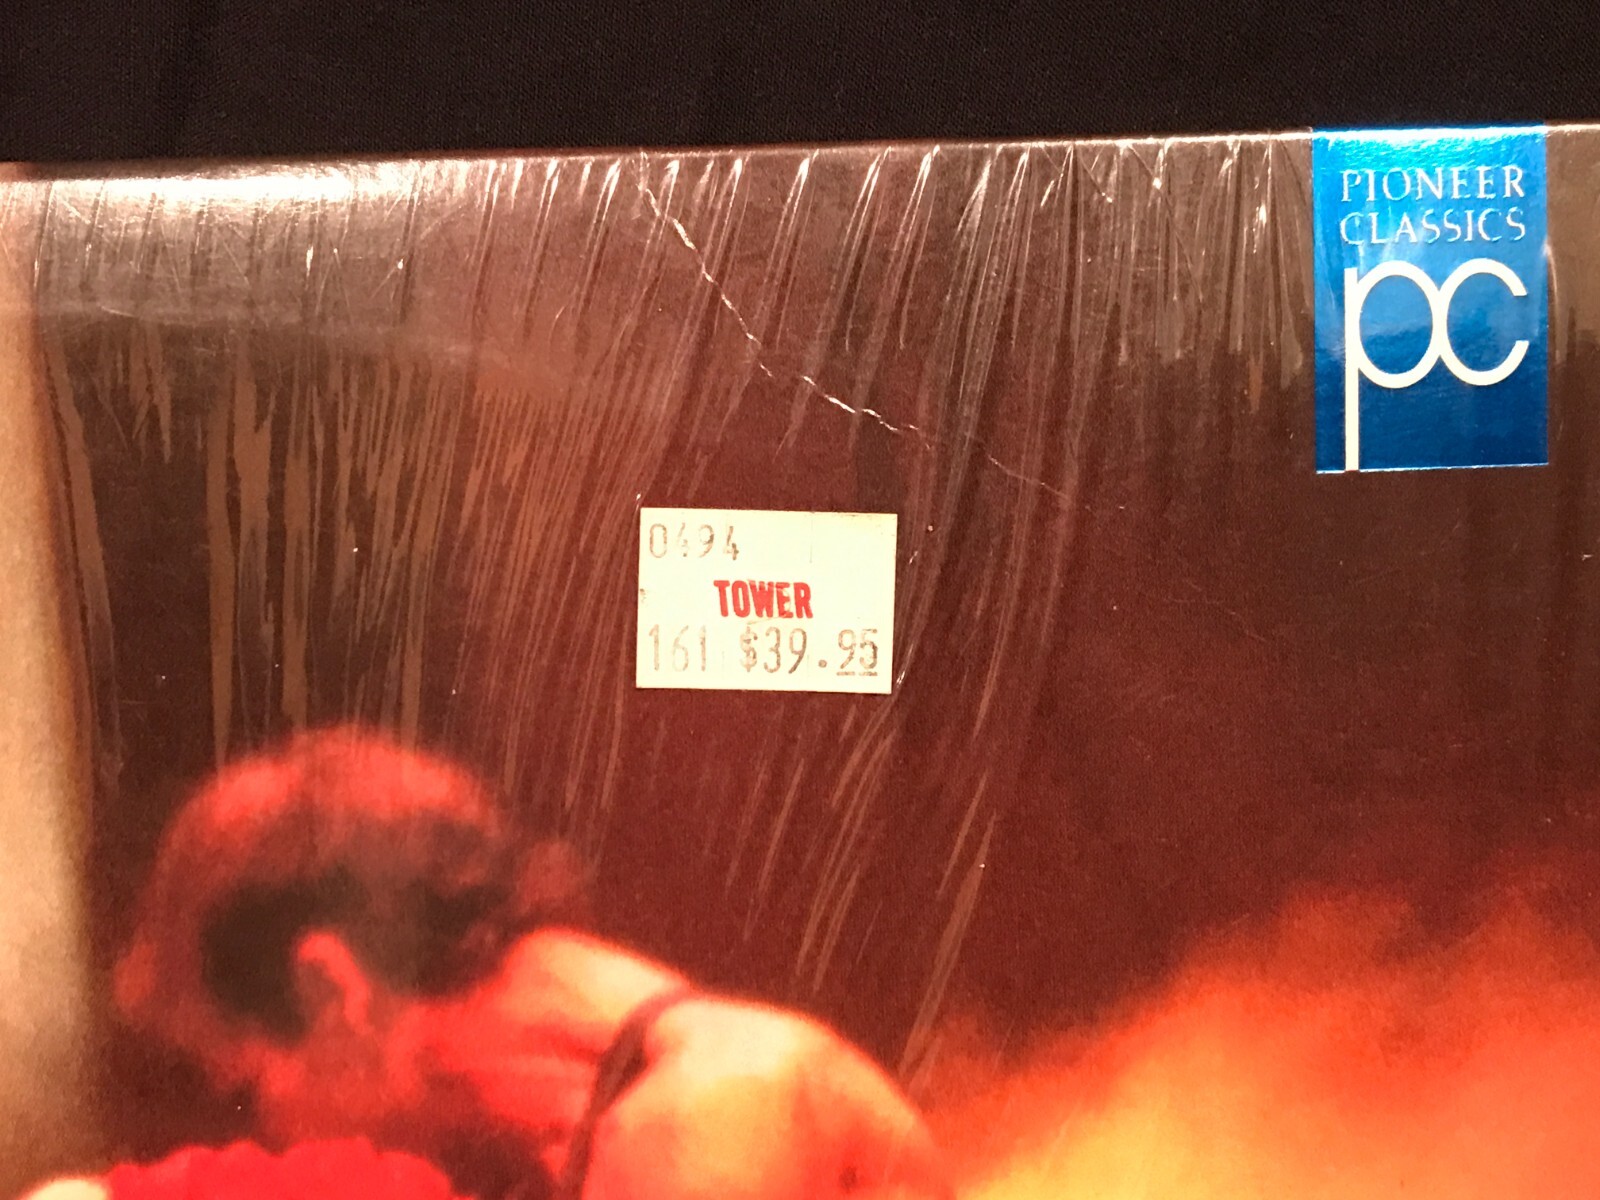 PIONEER
CLASSICS
pc
0494
TOWER
161 $39.95